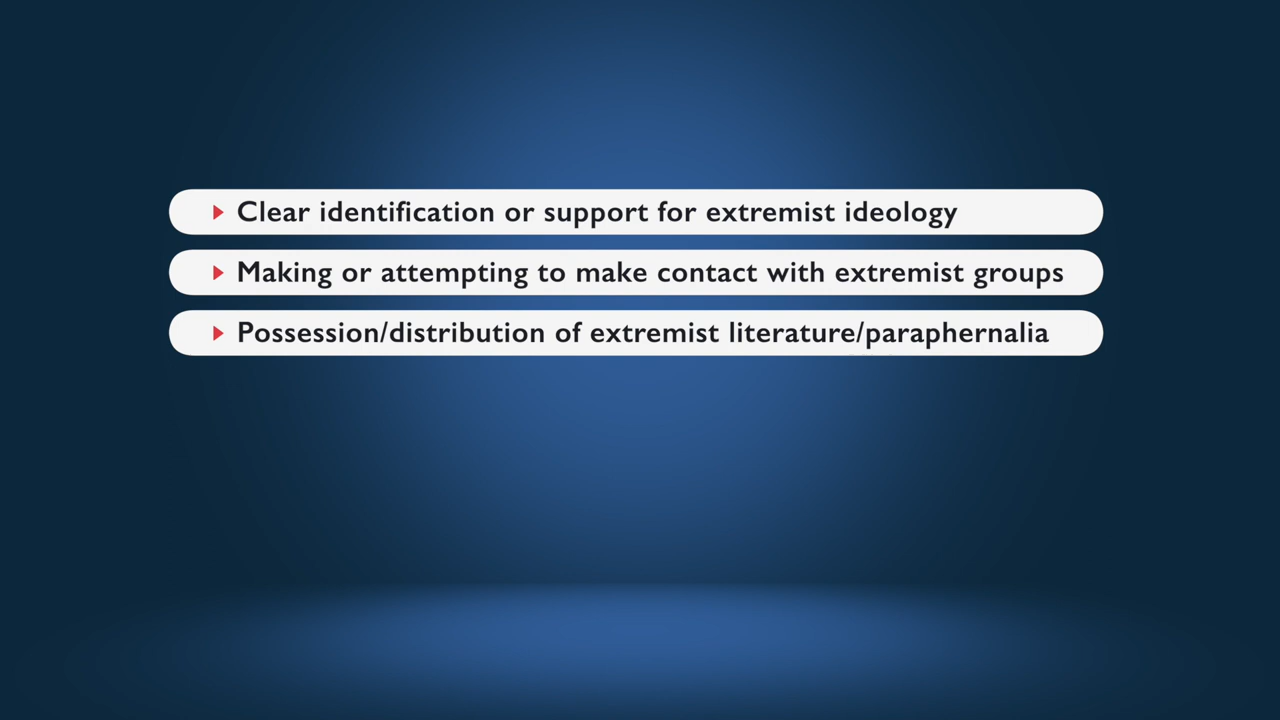 Clear identification or support for extremist ideology
Making or attempting to make contact with extremist groups
Possession/distribution of extremist literature/paraphernalia